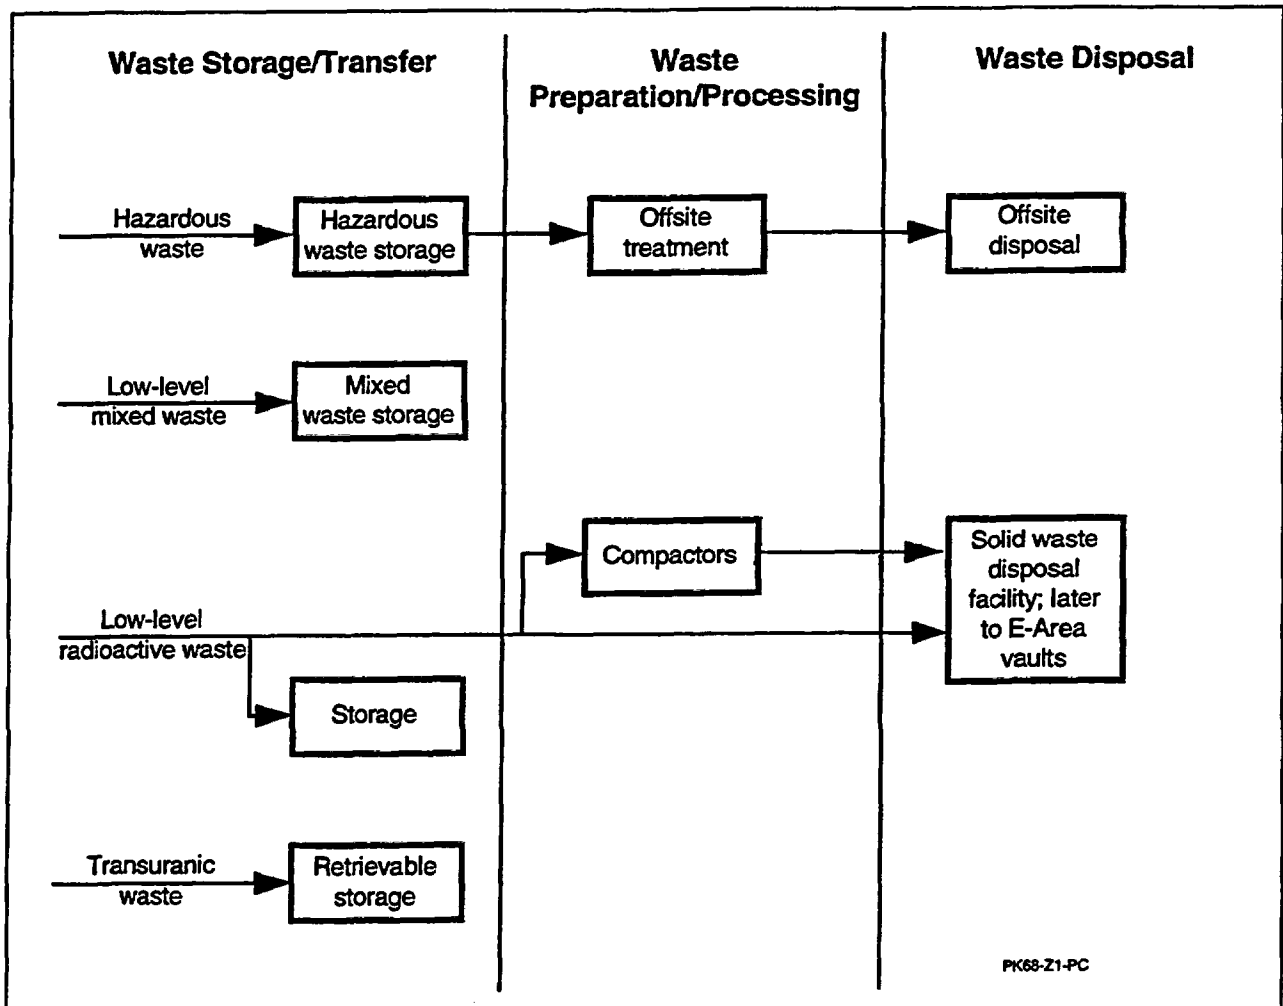 Waste Storage/Transfer
Waste
Preparation/Processing
Waste Disposal
Hazardous
waste
Hazardous
waste storage
Offsite
treatment
Offsite
disposal
Low-level
mixed waste
Mixed
waste storage
Compactors
Solid waste
disposal
facility; later
to E-Area
vaults
Low-level
radioactive waste
Storage
Transuranic
waste
Retrievable
storage
PK68-Z1-PC